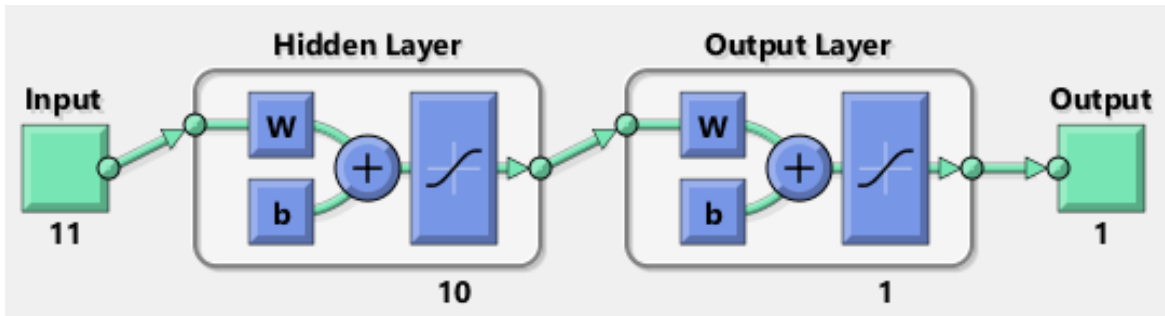 Hidden Layer
Output Layer
Input
Output
W
W
+
+
b
b
11
1
10
1